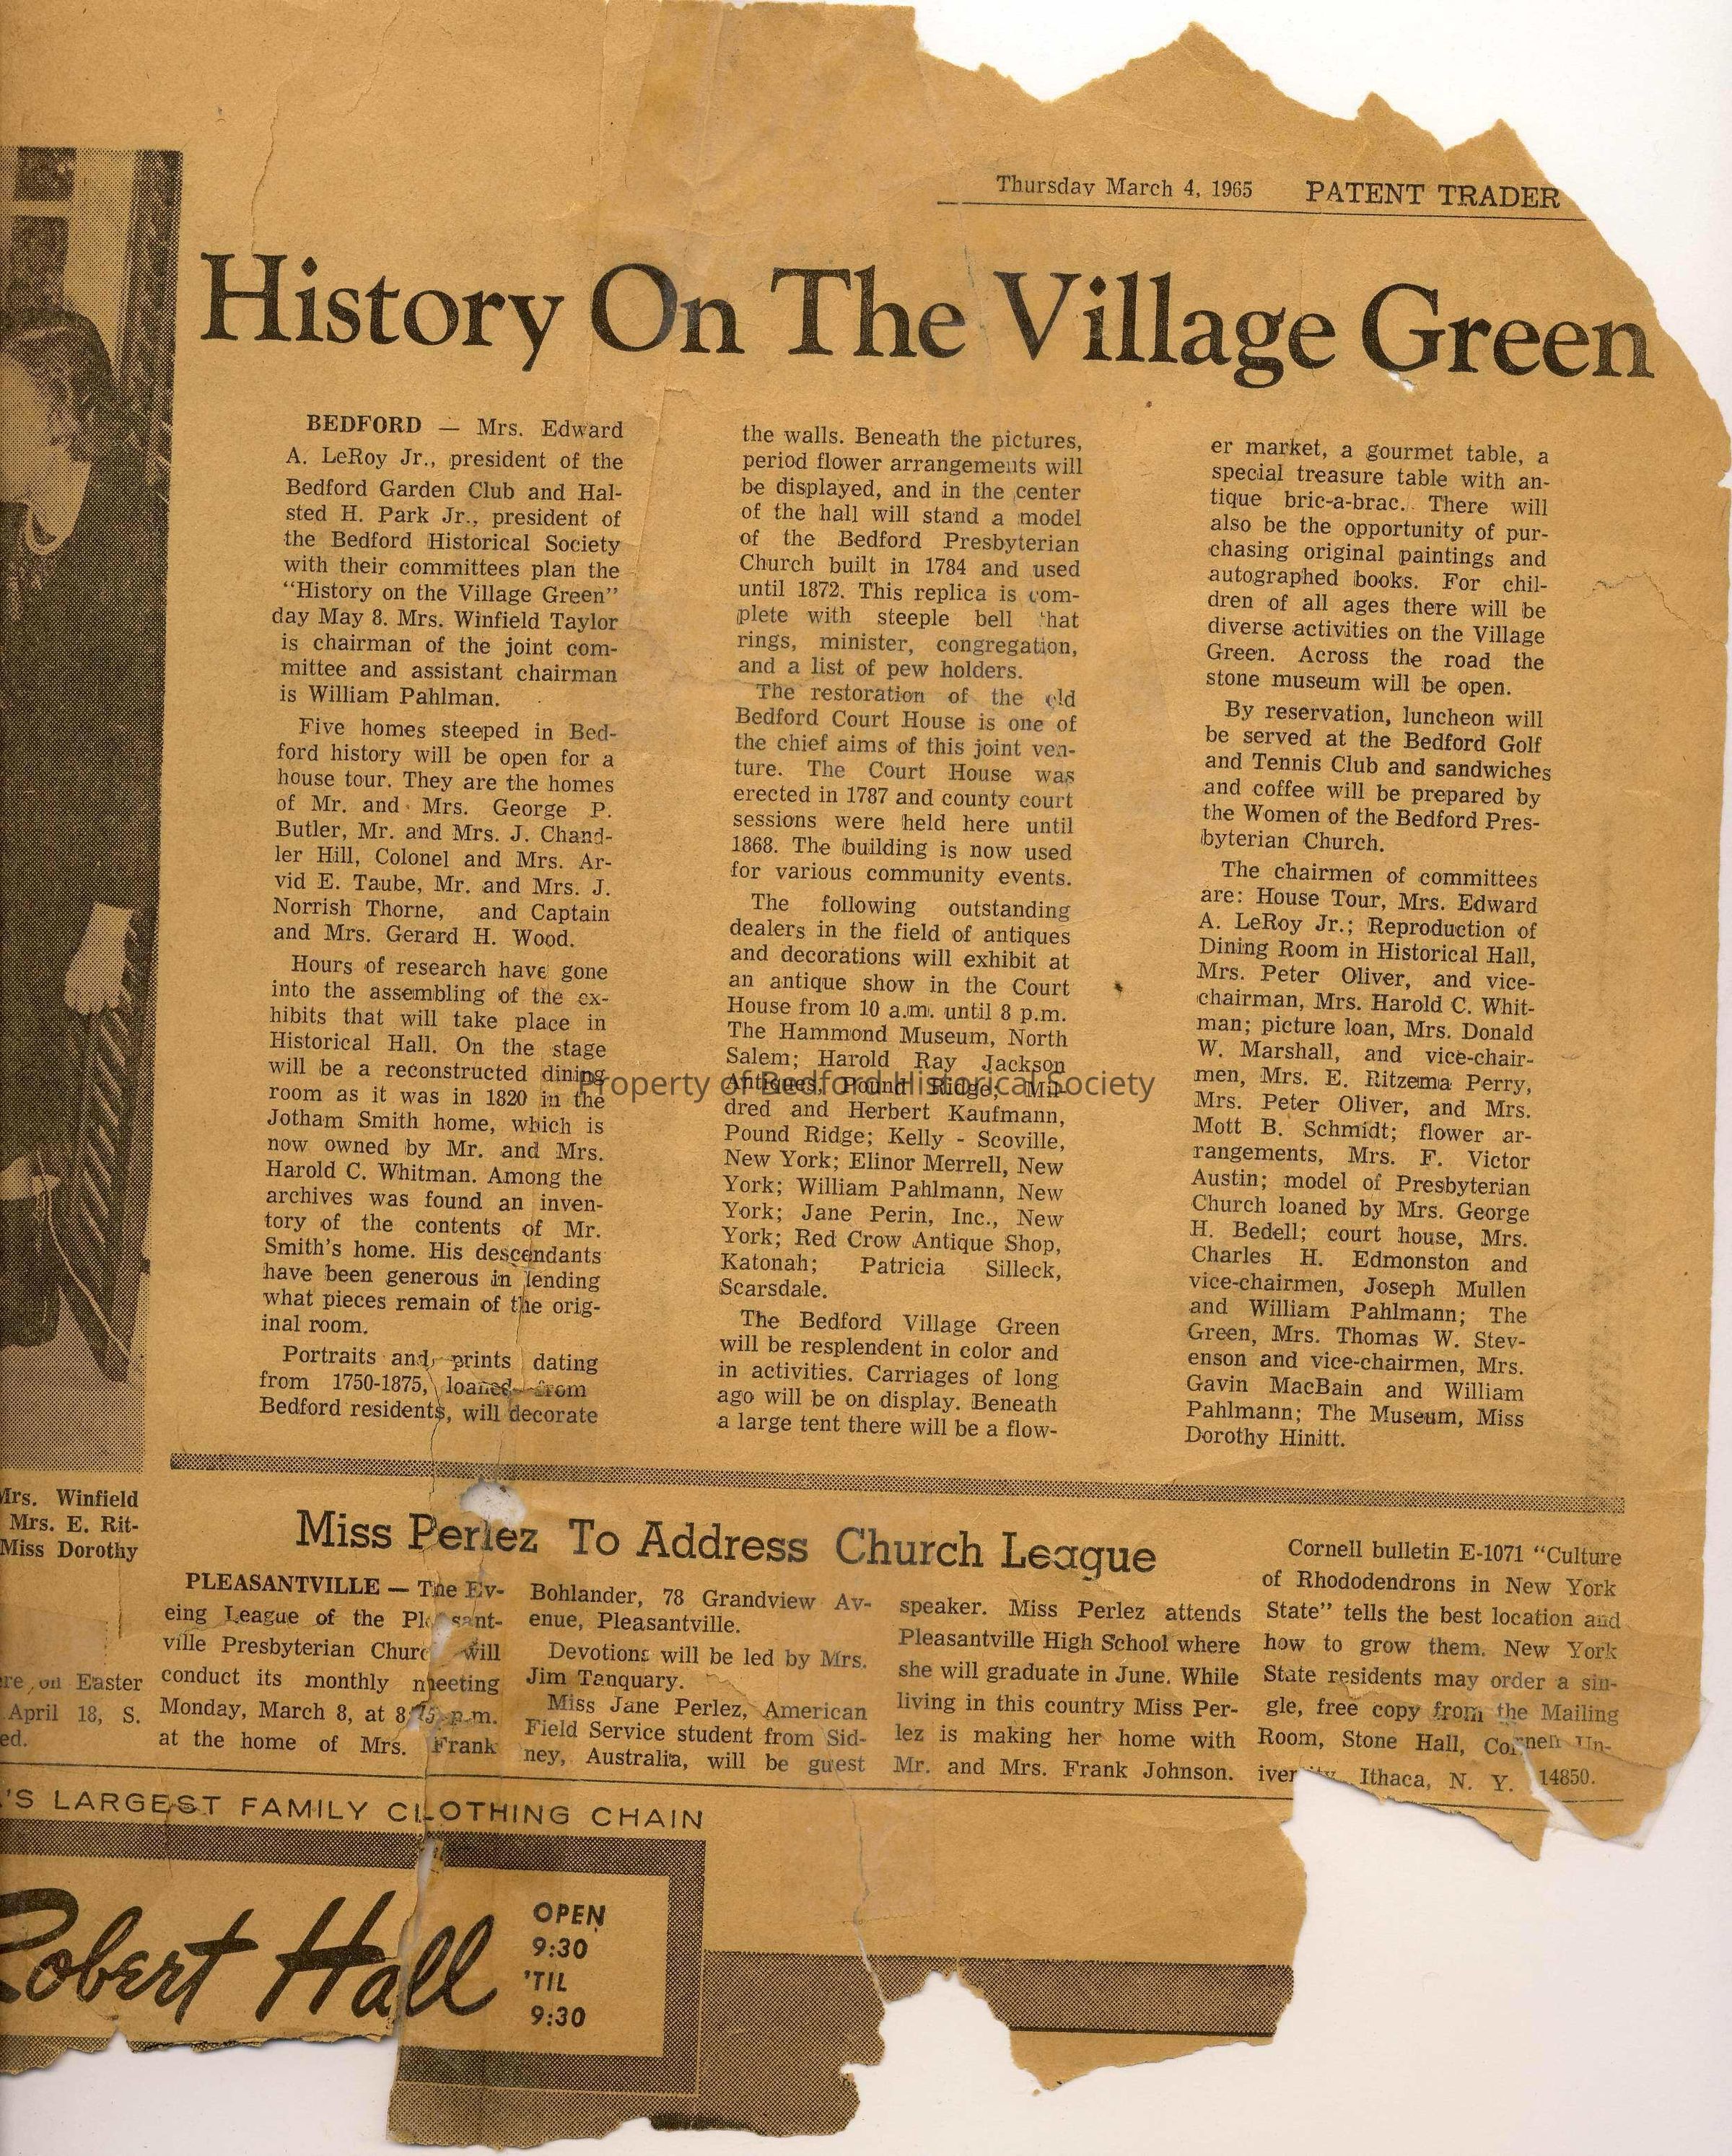 Thursday March 4, 1965 PATENT TRADER
History On The Village Green
BEDFORD — Mrs. Edward
A. LeRoy Jr., president of the
Bedford Garden Club and Hal-
sted H. Park Jr., president of
the Bedford Historical Society
with their committees plan the
"History on the Village Green"
day May 8. Mrs. Winfield Taylor
is chairman of the joint com-
mittee and assistant chairman
is William Pahlman.
Five homes steeped in Bed-
ford history will be open for a
house tour. They are the homes
of Mr. and Mrs. George P.
Butler, Mr. and Mrs. J. Chand-
ler Hill, Colonel and Mrs. Ar-
vid E. Taube, Mr. and Mrs. J.
Norrish Thorne, and Captain
and Mrs. Gerard H. Wood.
Hours of research have gone
into the assembling of the ex-
hibits that will take place in
Historical Hall. On the stage
will be a reconstructed dining
room as it was in 1820 in the
Jotham Smith home, which is
now owned by Mr. and Mrs.
Harold C. Whitman. Among the
archives was found an inven-
tory of the contents of Mr.
Smith's home. His descendants
have been generous in lending
what pieces remain of the orig-
inal room.
Portraits and prints dating
from 1750-1875, loaned from
Bedford residents, will decorate
the walls. Beneath the pictures,
period flower arrangements will
be displayed, and in the center
of the hall will stand a model
of the Bedford Presbyterian
Church built in 1784 and used
until 1872. This replica is com-
plete with steeple bell that
rings, minister, congregation,
and a list of pew holders.
The restoration of the old
Bedford Court House is one of
the chief aims of this joint ven-
ture. The Court House was
erected in 1787 and county court
sessions were held here until
1868. The building is now used
for various community events.
The following outstanding
dealers in the field of antiques
and decorations will exhibit at
an antique show in the Court
House from 10 a.m. until 8 p.m.
The Hammond Museum, North
Salem; Harold Ray Jackson
Antiques, Pound Ridge; Mil-
dred and Herbert Kaufmann,
Pound Ridge; Kelly - Scoville,
New York; Elinor Merrell, New
York; William Pahlmann, New
York; Jane Perin, Inc., New
York; Red Crow Antique Shop,
Katonah; Patricia Silleck,
Scarsdale.
The Bedford Village Green
will be resplendent in color and
in activities. Carriages of long
ago will be on display. Beneath
a large tent there will be a flow-
er market, a gourmet table, a
special treasure table with an-
tique bric-a-brac. There will
also be the opportunity of pur-
chasing original paintings and
autographed books. For chil-
dren of all ages there will be
diverse activities on the Village
Green. Across the road the
stone museum will be open.
By reservation, luncheon will
be served at the Bedford Golf
and Tennis Club and sandwiches
and coffee will be prepared by
the Women of the Bedford Pres-
byterian Church.
The chairmen of committees
are: House Tour, Mrs. Edward
A. LeRoy Jr.; Reproduction of
Dining Room in Historical Hall,
Mrs. Peter Oliver, and vice-
chairman, Mrs. Harold C. Whit-
man; picture loan, Mrs. Donald
W. Marshall, and vice-chair-
men, Mrs. E. Ritzema Perry,
Mrs. Peter Oliver, and Mrs.
Mott B. Schmidt; flower ar-
rangements, Mrs. F. Victor
Austin; model of Presbyterian
Church loaned by Mrs. George
H. Bedell; court house, Mrs.
Charles H. Edmonston and
vice-chairmen, Joseph Mullen
and William Pahlmann; The
Green, Mrs. Thomas W. Stev-
enson and vice-chairmen, Mrs.
Gavin MacBain and William
Pahlmann; The Museum, Miss
Dorothy Hinitt.
Property of Bedford Historical Society
Mrs. Winfield
Mrs. E. Rit-
Miss Dorothy
re on Easter
April 18, S.
ed.
Miss Perlez To Address Church League
PLEASANTVILLE — The Ev-
eing League of the Pleasant-
ville Presbyterian Church will
conduct its monthly meeting
Monday, March 8, at 8:15 p.m.
at the home of Mrs. Frank
Bohlander, 78 Grandview Av-
enue, Pleasantville.
Devotions will be led by Mrs.
Jim Tanquary.
Miss Jane Perlez, American
Field Service student from Sid-
ney, Australia, will be guest
speaker. Miss Perlez attends
Pleasantville High School where
she will graduate in June. While
living in this country Miss Per-
lez is making her home with
Mr. and Mrs. Frank Johnson.
Cornell bulletin E-1071 "Culture
of Rhododendrons in New York
State" tells the best location and
how to grow them. New York
State residents may order a sin-
gle, free copy from the Mailing
Room, Stone Hall, Cornell Un-
iversity, Ithaca, N. Y. 14850.
'S LARGEST FAMILY CLOTHING CHAIN
Robert Hall
OPEN
9:30
'TIL
9:30